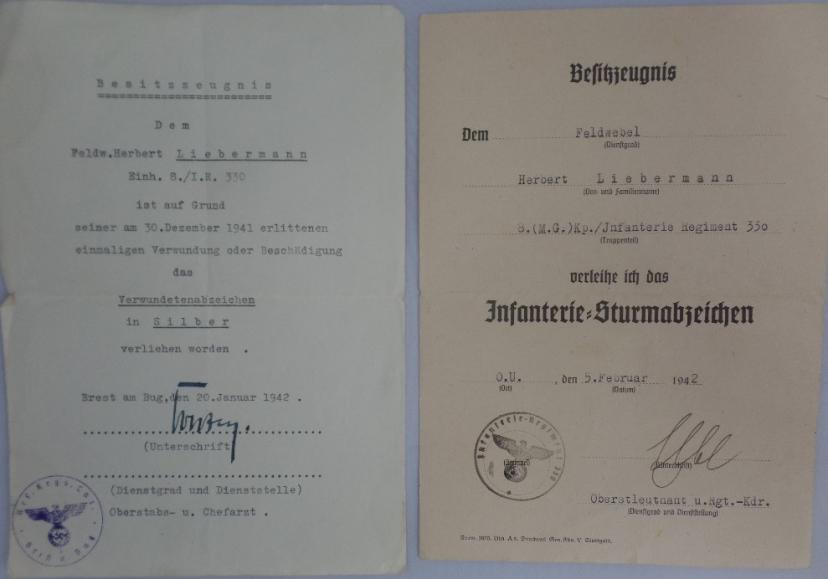 Besitzzeugnis
Dem
Feldw.Herbert Liebermann
Einh. 8./I.R. 330
ist auf Grund
seiner am 30.Dezember 1941 erlittenen
einmaligen Verwundung oder Beschädigung
das
Verwundetenabzeichen
in Silber
verliehen worden .
Brest am Bug,den 20.Januar 1942 .
(Unterschrift)
(Dienstgrad und Dienststelle)
Oberstabs- u. Chefarzt .
Besitzzeugnis
Dem Feldwebel
(Dienstgrad)
Herbert Liebermann
(Vor- und Familienname)
8.(M.G.)Kp./Jnfanterie Regiment 330
(Truppenteil)
verleihe ich das
Infanterie=Sturmabzeichen
O.U. , den 5.Februar 1942
(Ort) (Datum)
Infanterie-Regiment 330
(Unterschrift)
Oberstleutnant u.Rgt.-Kdr.
(Dienstgrad und Dienststellung)